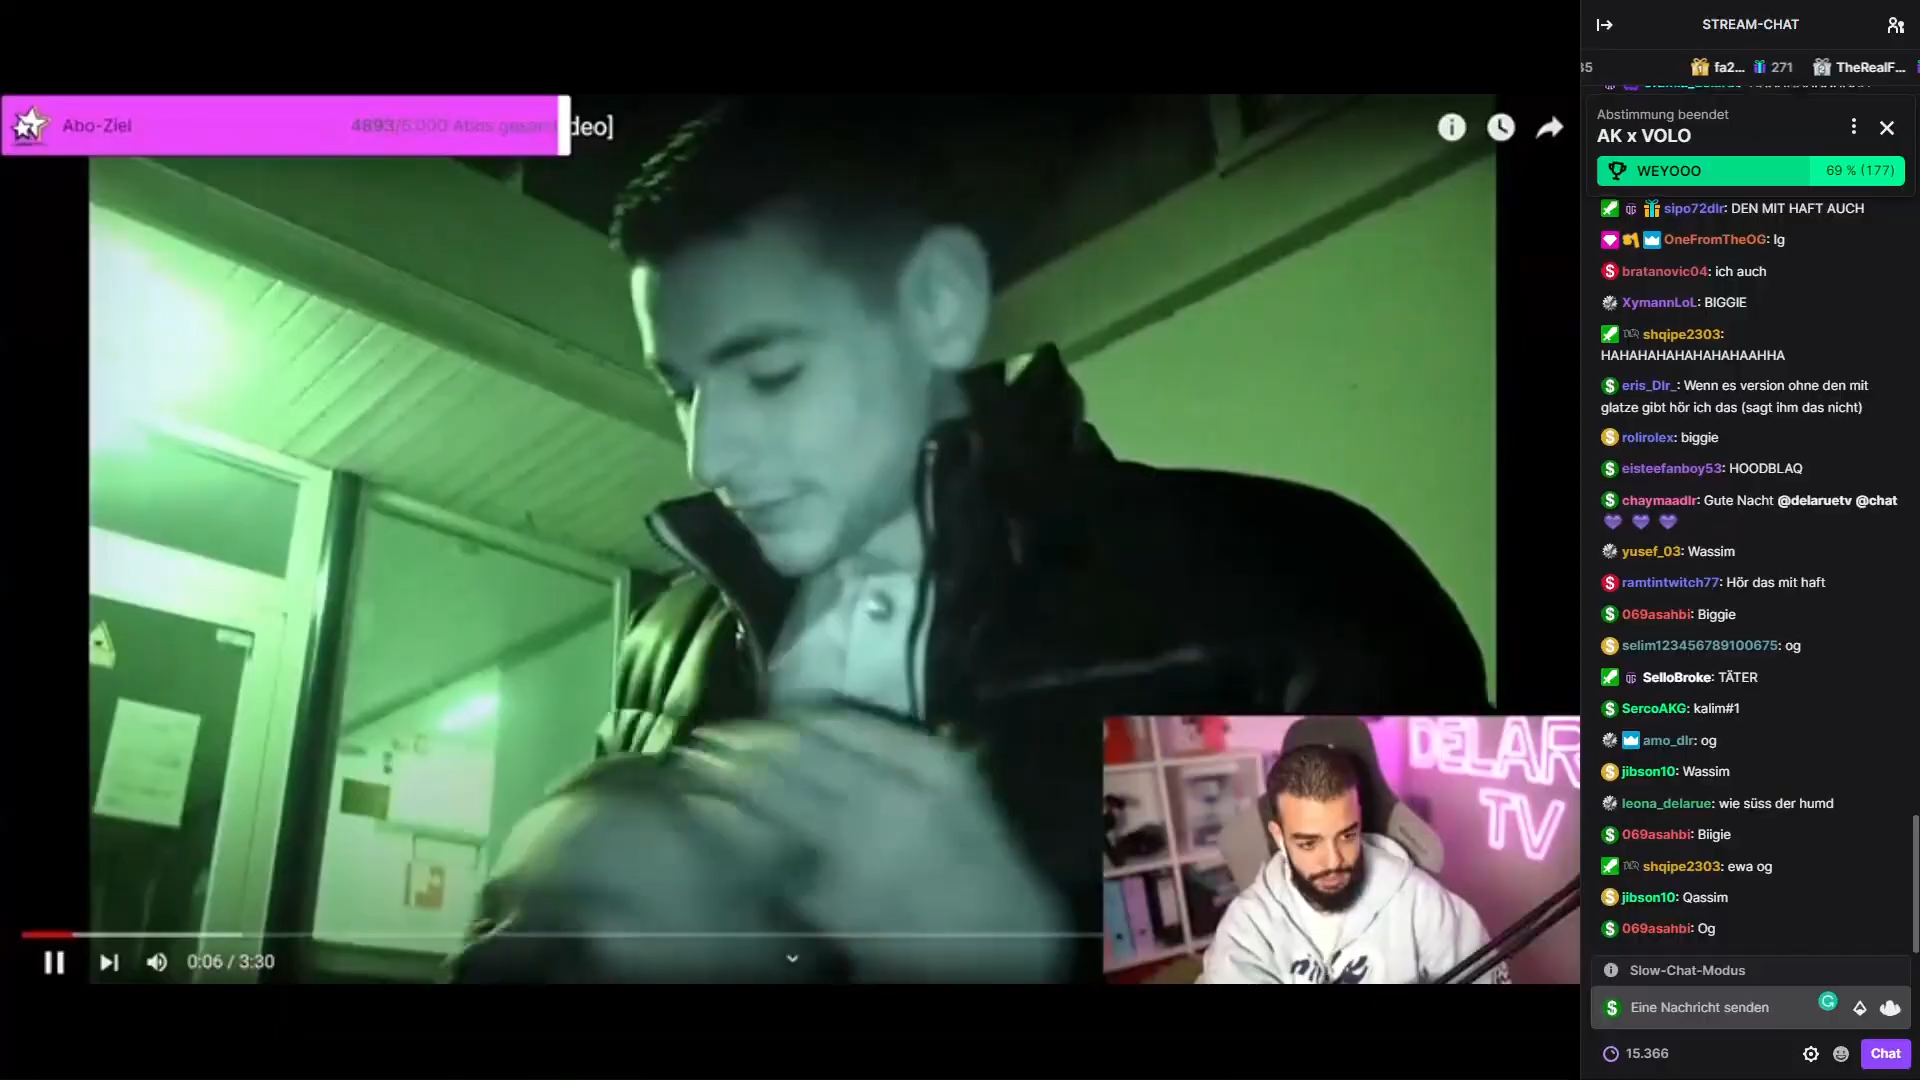 Abo-Ziel
4893/5.000 Abos gesamt
deo]
0:06 / 3:30
DELAR
TV
STREAM-CHAT
35
fa2... 271 TheRealF...
Abstimmung beendet
AK x VOLO
WEYOOO 69 % (177)
sipo72dlr: DEN MIT HAFT AUCH
OneFromTheOG: lg
bratanovic04: ich auch
XymannLoL: BIGGIE
shqipe2303:
HAHAHAHAHAHAHAHAAHHA
eris_Dlr_: Wenn es version ohne den mit
glatze gibt hör ich das (sagt ihm das nicht)
rolirolex: biggie
eisteefanboy53: HOODBLAQ
chaymaadlr: Gute Nacht @delaruetv @chat
yusef_03: Wassim
ramtintwitch77: Hör das mit haft
069asahbi: Biggie
selim123456789100675: og
SelloBroke: TÄTER
SercoAKG: kalim#1
amo_dlr: og
jibson10: Wassim
leona_delarue: wie süss der humd
069asahbi: Biigie
shqipe2303: ewa og
jibson10: Qassim
069asahbi: Og
Slow-Chat-Modus
Eine Nachricht senden
15.366
Chat